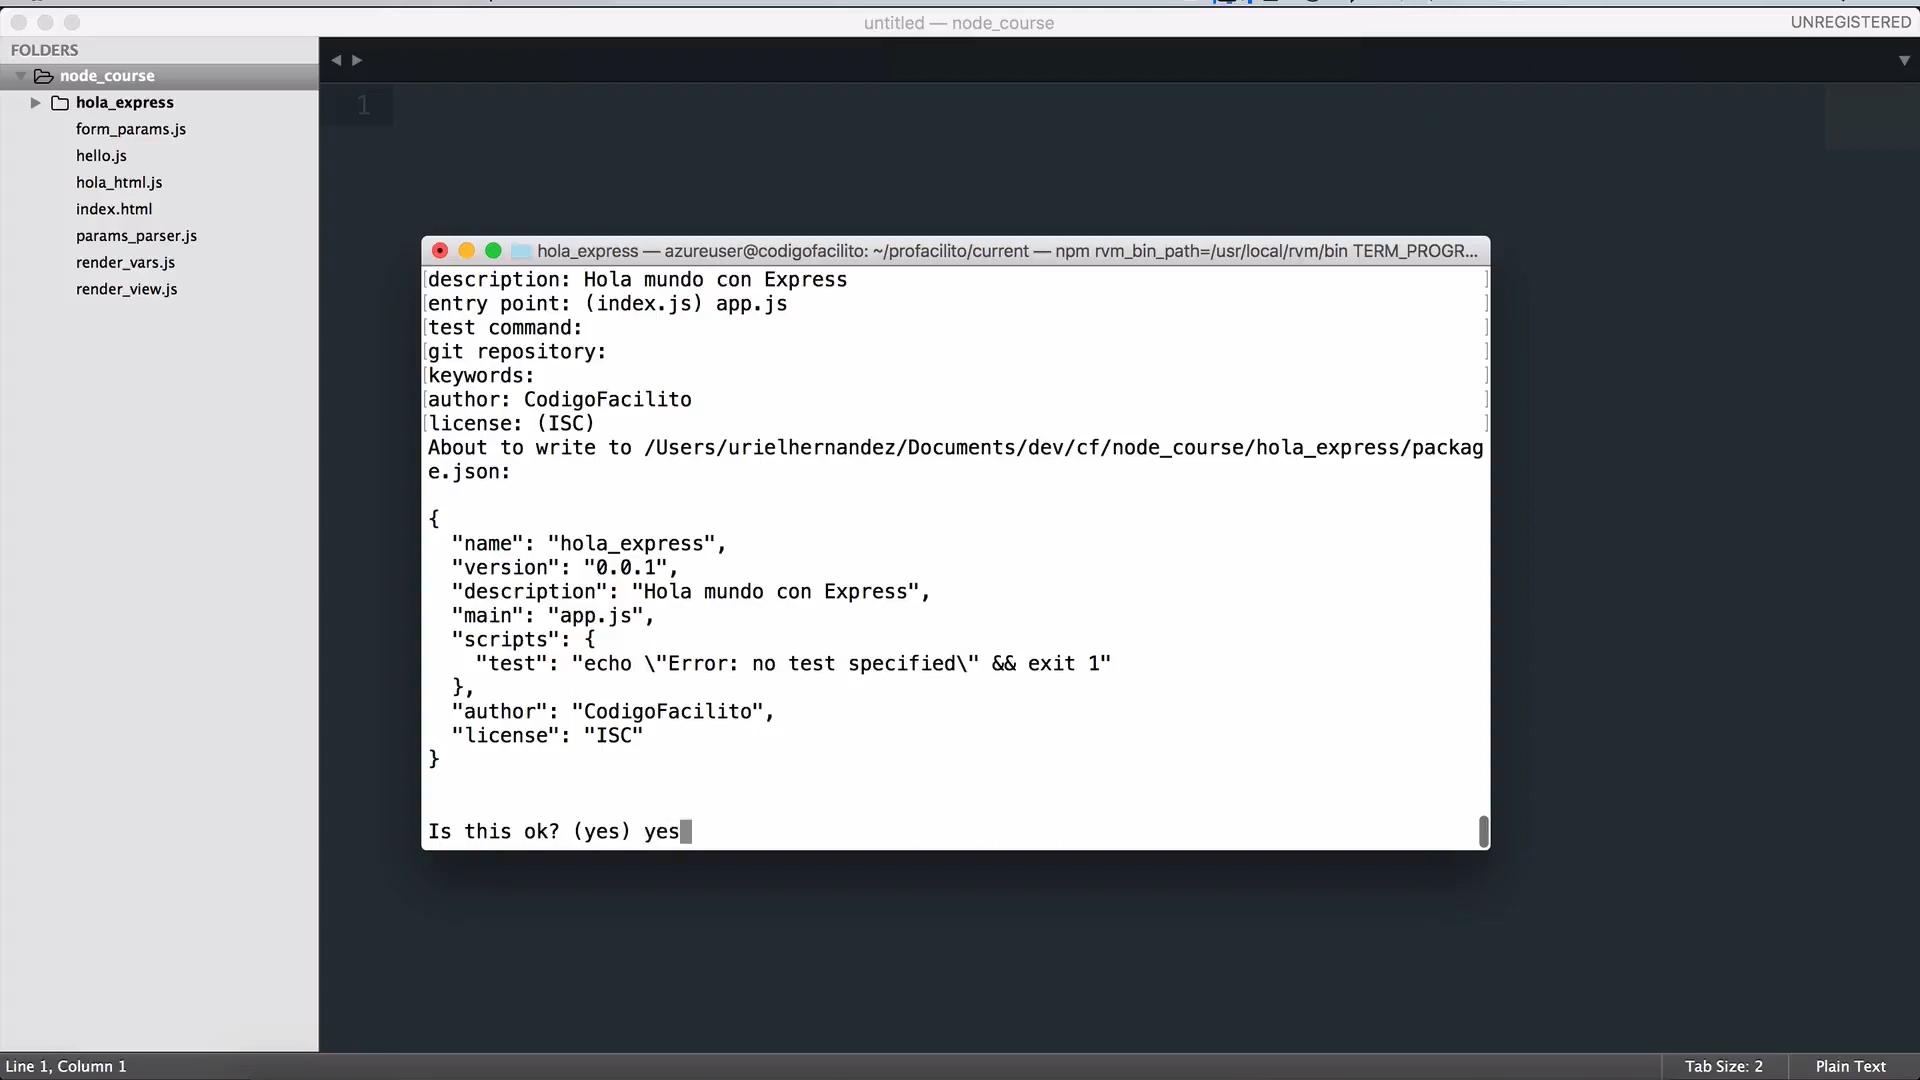 untitled — node_course
UNREGISTERED
FOLDERS
node_course
hola_express
form_params.js
hello.js
hola_html.js
index.html
params_parser.js
render_vars.js
render_view.js
1
hola_express — azureuser@codigofacilito: ~/profacilito/current — npm rvm_bin_path=/usr/local/rvm/bin TERM_PROGR...
description: Hola mundo con Express
entry point: (index.js) app.js
test command:
git repository:
keywords:
author: CodigoFacilito
license: (ISC)
About to write to /Users/urielhernandez/Documents/dev/cf/node_course/hola_express/packag
e.json:
{
"name": "hola_express",
"version": "0.0.1",
"description": "Hola mundo con Express",
"main": "app.js",
"scripts": {
"test": "echo \"Error: no test specified\" && exit 1"
},
"author": "CodigoFacilito",
"license": "ISC"
}
Is this ok? (yes) yes
Line 1, Column 1
Tab Size: 2
Plain Text